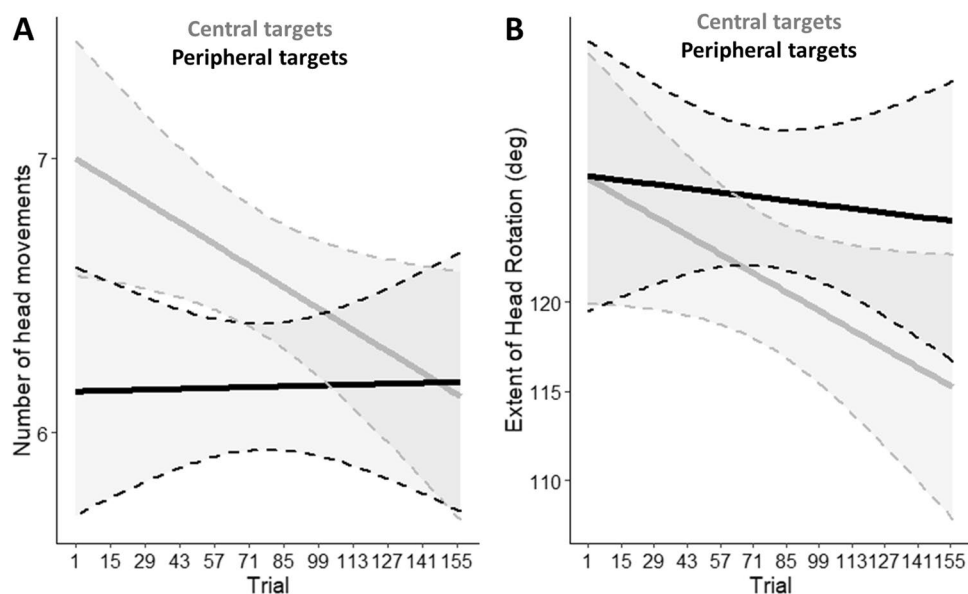 A
Central targets
Peripheral targets
Number of head movements
7
6
1 15 29 43 57 71 85 99 113 127 141 155
Trial
B
Central targets
Peripheral targets
Extent of Head Rotation (deg)
120
115
110
1 15 29 43 57 71 85 99 113 127 141 155
Trial